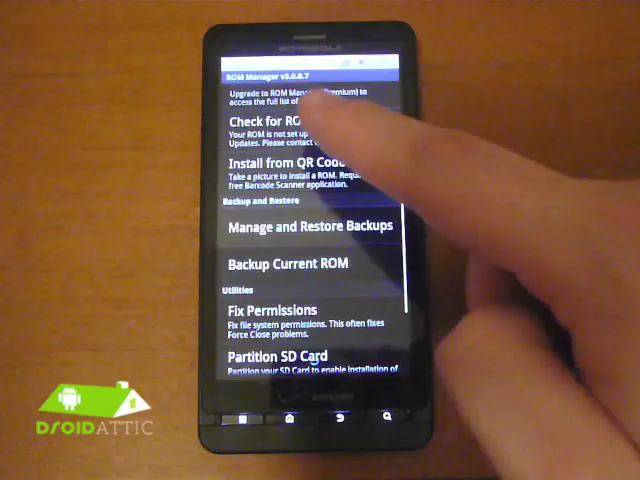 MOTOROLA
ROM Manager v3.0.0.7
Upgrade to ROM Mana Premium) to
access the full list of
Check for RO
Your ROM is not set up
Updates. Please contact
Install from QR Code
Take a picture to install a ROM. Requ
free Barcode Scanner application.
Backup and Restore
Manage and Restore Backups
Backup Current ROM
Utilities
Fix Permissions
Fix file system permissions. This often fixes
Force Close problems.
Partition SD Card
Partition your SD Card to enable installation of
DROIDATTIC